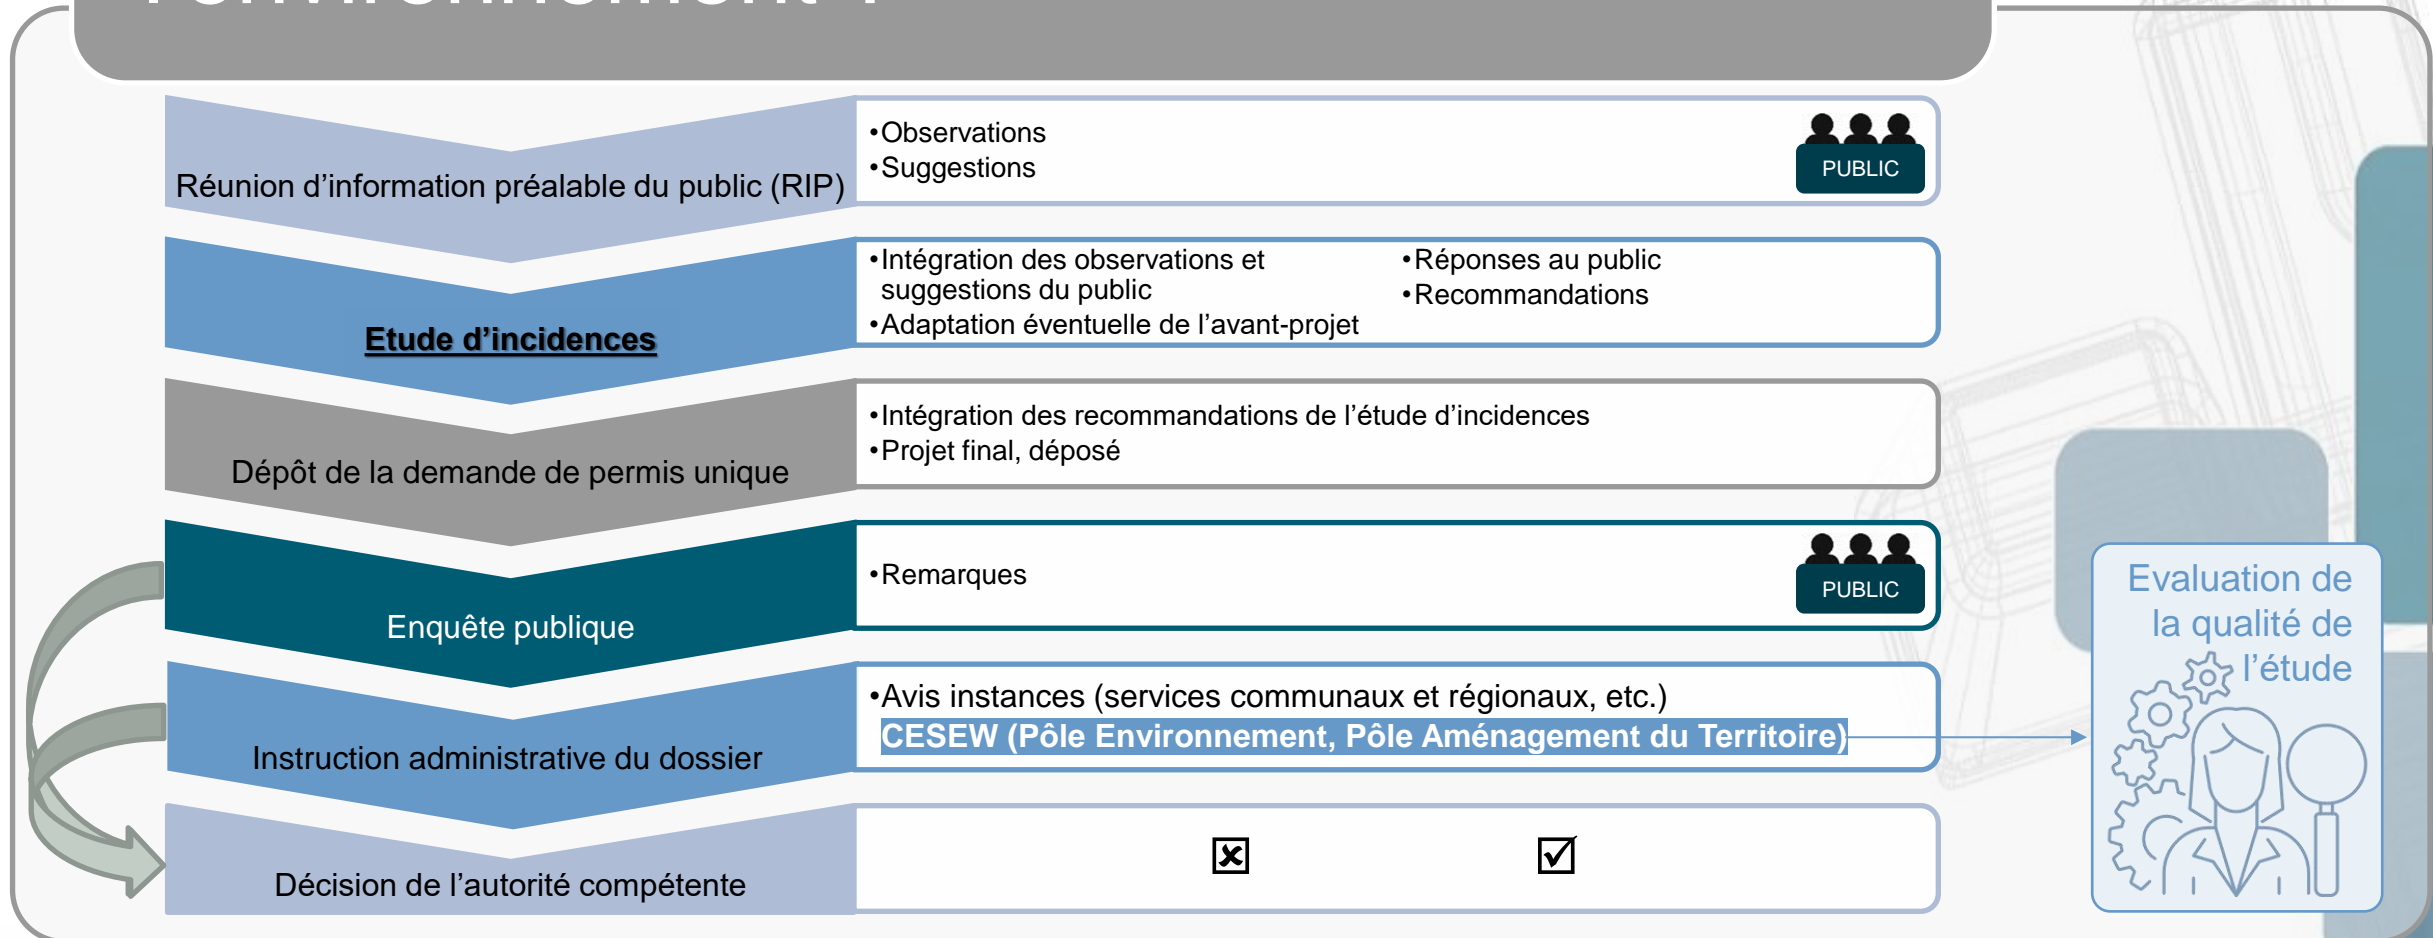 l'environnement ?
Réunion d’information préalable du public (RIP)
•Observations
•Suggestions
PUBLIC
Etude d’incidences
•Intégration des observations et
suggestions du public
•Adaptation éventuelle de l’avant-projet
•Réponses au public
•Recommandations
Dépôt de la demande de permis unique
•Intégration des recommandations de l’étude d’incidences
•Projet final, déposé
Enquête publique
•Remarques
PUBLIC
Instruction administrative du dossier
•Avis instances (services communaux et régionaux, etc.)
CESEW (Pôle Environnement, Pôle Aménagement du Territoire)
Evaluation de
la qualité de
l’étude
Décision de l’autorité compétente